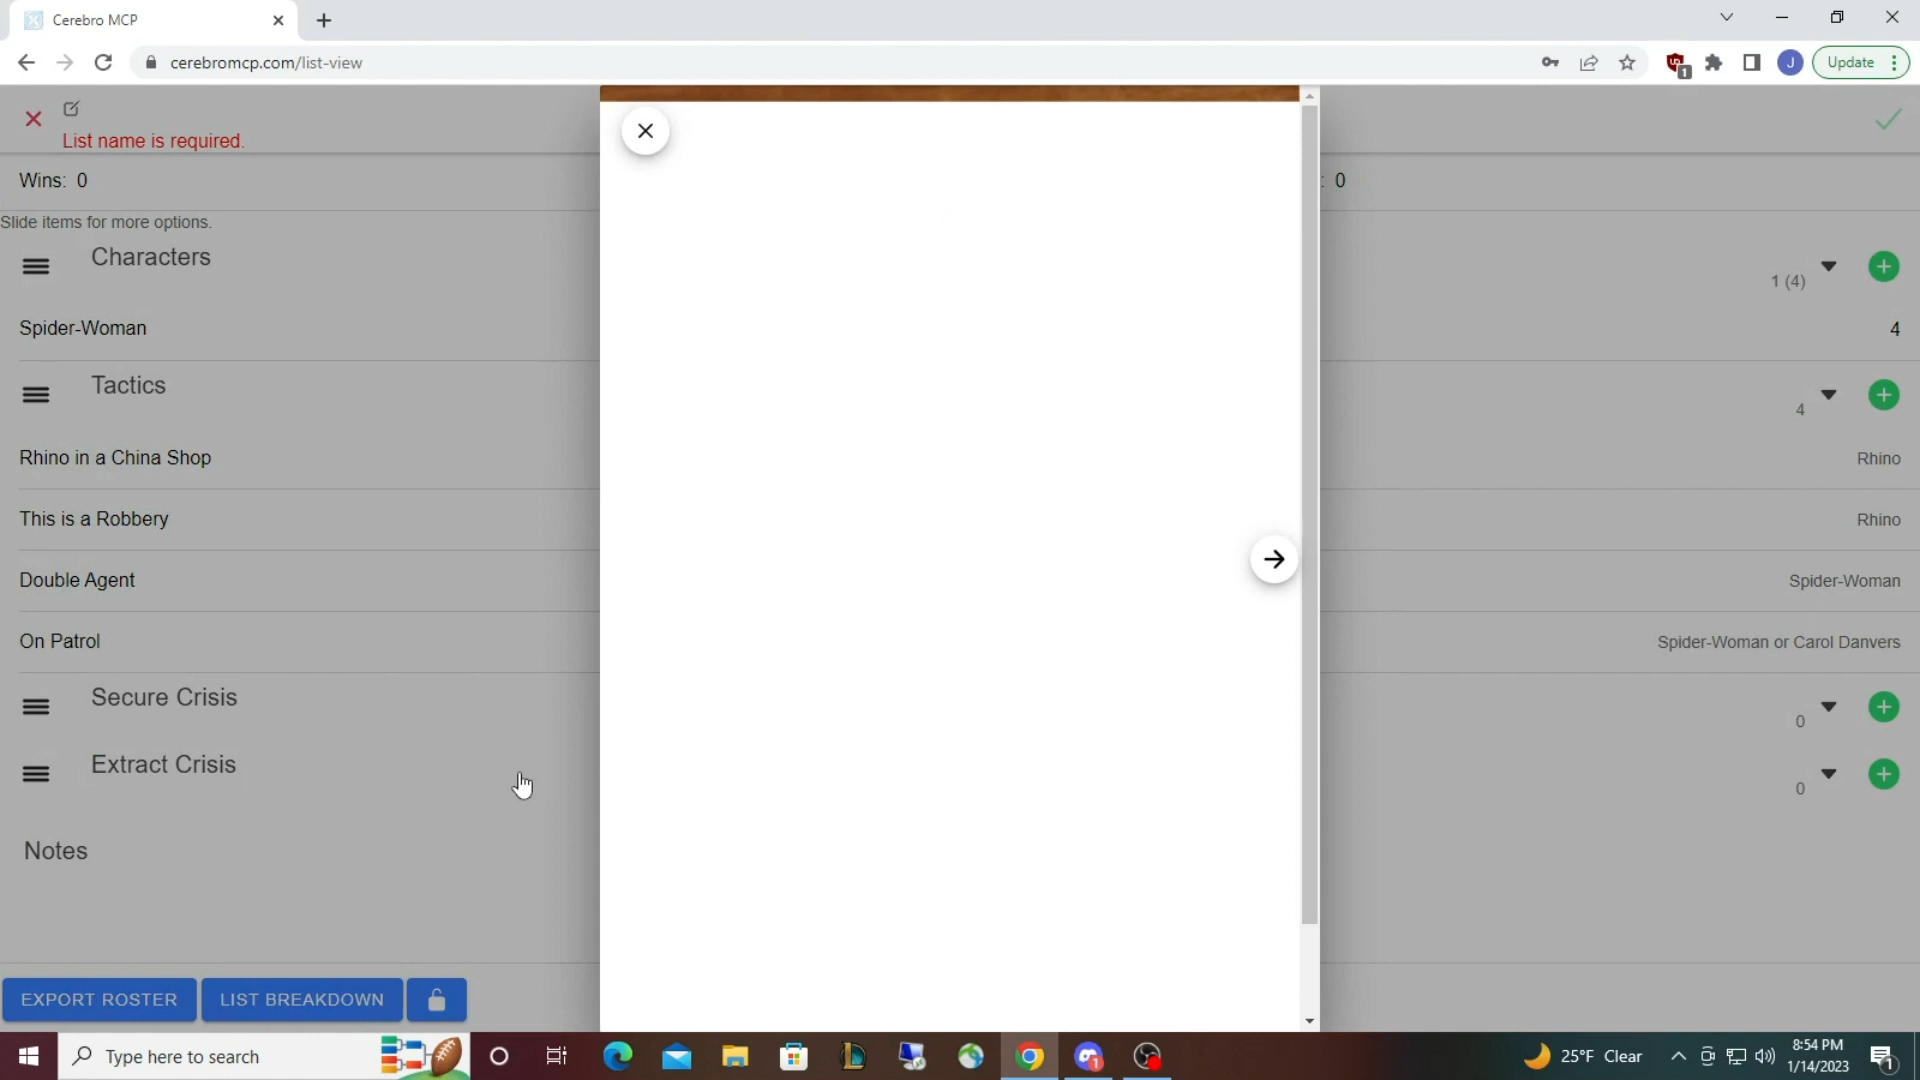 Cerebro MCP
cerebromcp.com/list-view
1
J
Update
List name is required.
Wins: 0
: 0
Slide items for more options.
Characters
1 (4)
Spider-Woman
4
Tactics
4
Rhino in a China Shop
Rhino
This is a Robbery
Rhino
Double Agent
Spider-Woman
On Patrol
Spider-Woman or Carol Danvers
Secure Crisis
0
Extract Crisis
0
Notes
EXPORT ROSTER
LIST BREAKDOWN
Type here to search
1
25°F Clear
8:54 PM
1/14/2023
1